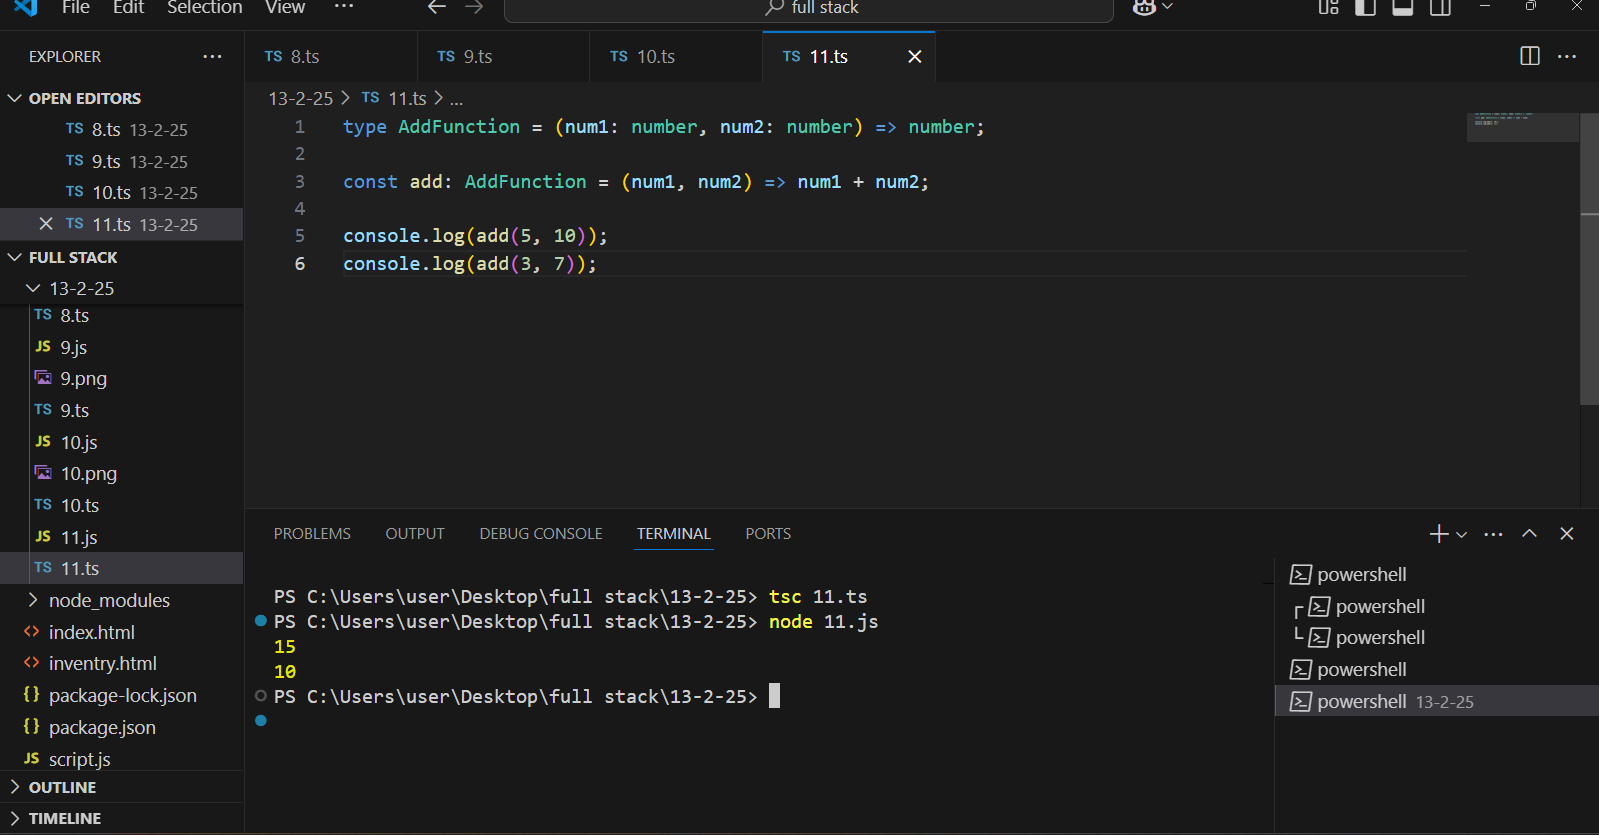 File Edit Selection View ... full stack
EXPLORER ...
OPEN EDITORS
TS 8.ts 13-2-25
TS 9.ts 13-2-25
TS 10.ts 13-2-25
TS 11.ts 13-2-25
FULL STACK
13-2-25
TS 8.ts
JS 9.js
9.png
TS 9.ts
JS 10.js
10.png
TS 10.ts
JS 11.js
TS 11.ts
node_modules
<> index.html
<> inventry.html
{} package-lock.json
{} package.json
JS script.js
OUTLINE
TIMELINE
TS 8.ts TS 9.ts TS 10.ts TS 11.ts
13-2-25 > TS 11.ts > ...
1 type AddFunction = (num1: number, num2: number) => number;
2
3 const add: AddFunction = (num1, num2) => num1 + num2;
4
5 console.log(add(5, 10));
6 console.log(add(3, 7));
PROBLEMS OUTPUT DEBUG CONSOLE TERMINAL PORTS
PS C:\Users\user\Desktop\full stack\13-2-25> tsc 11.ts
PS C:\Users\user\Desktop\full stack\13-2-25> node 11.js
15
10
PS C:\Users\user\Desktop\full stack\13-2-25>
powershell
powershell
powershell
powershell
powershell 13-2-25